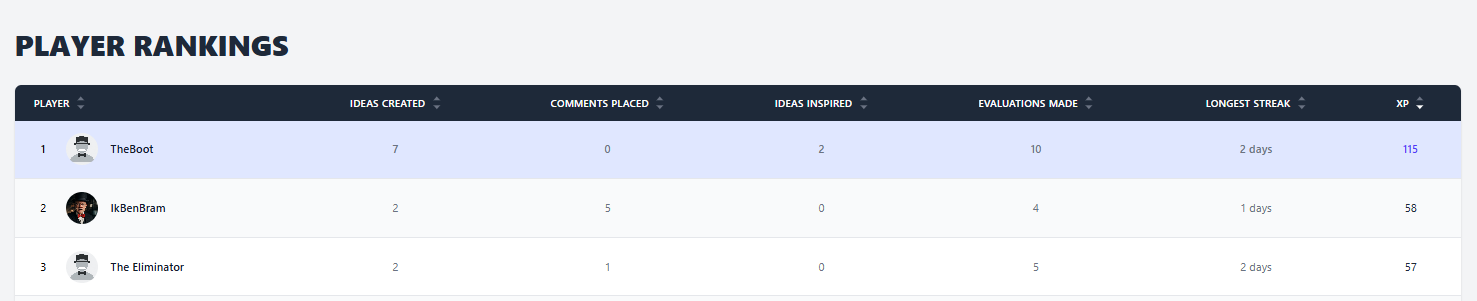 PLAYER RANKINGS
PLAYER IDEAS CREATED COMMENTS PLACED IDEAS INSPIRED EVALUATIONS MADE LONGEST STREAK XP
1 TheBoot 7 0 2 10 2 days 115
2 IkBenBram 2 5 0 4 1 days 58
3 The Eliminator 2 1 0 5 2 days 57